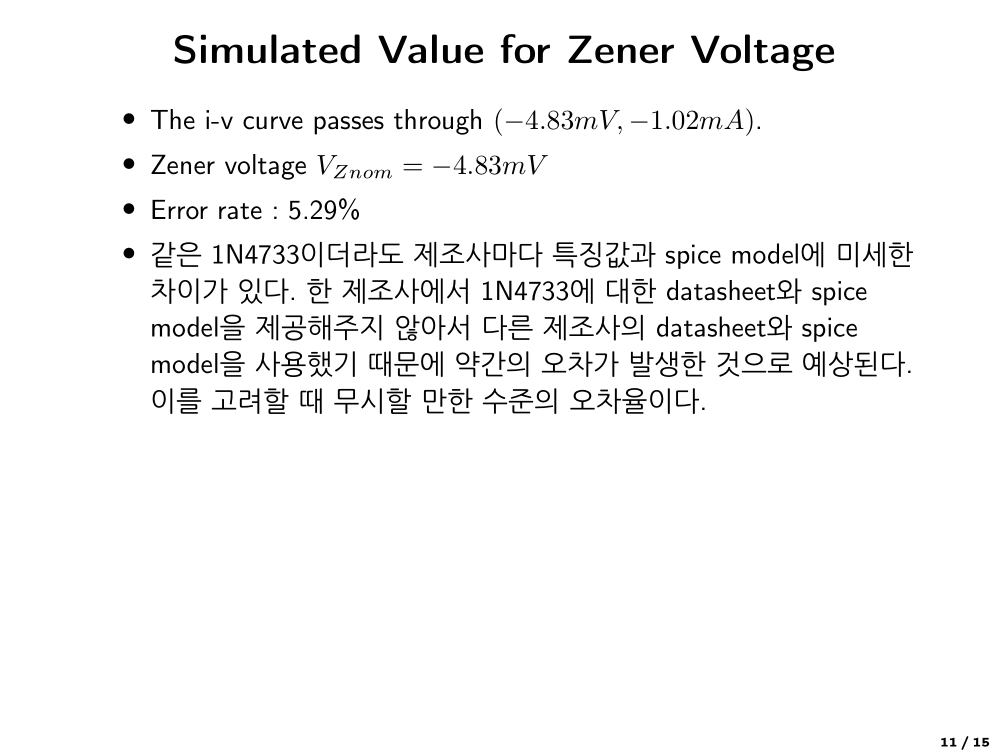 Simulated Value for Zener Voltage
• The i-v curve passes through (−4.83mV, −1.02mA).
• Zener voltage V_{Znom} = −4.83mV
• Error rate : 5.29%
• 같은 1N4733이더라도 제조사마다 특징값과 spice model에 미세한
차이가 있다. 한 제조사에서 1N4733에 대한 datasheet와 spice
model을 제공해주지 않아서 다른 제조사의 datasheet와 spice
model을 사용했기 때문에 약간의 오차가 발생한 것으로 예상된다.
이를 고려할 때 무시할 만한 수준의 오차율이다.
11 / 15